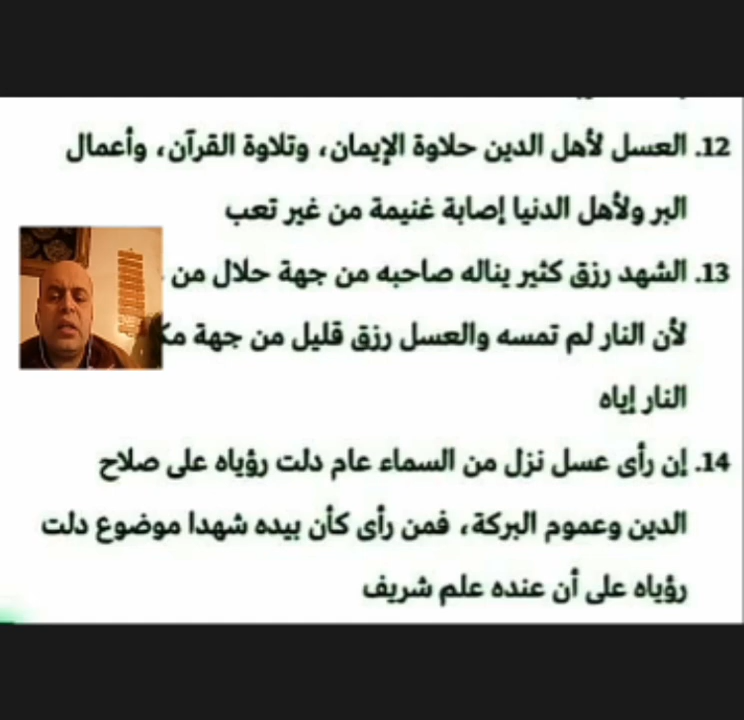 12. العسل لأهل الدين حلاوة الإيمان، وتلاوة القرآن، وأعمال
البر ولأهل الدنيا إصابة غنيمة من غير تعب
13. الشهد رزق كثير يناله صاحبه من جهة حلال من
لأن النار لم تمسه والعسل رزق قليل من جهة
النار إياه
14. إن رأى عسل نزل من السماء عام دلت رؤياه على صلاح
الدين وعموم البركة، فمن رأى كأن بيده شهدا موضوع دلت
رؤياه على أن عنده علم شريف